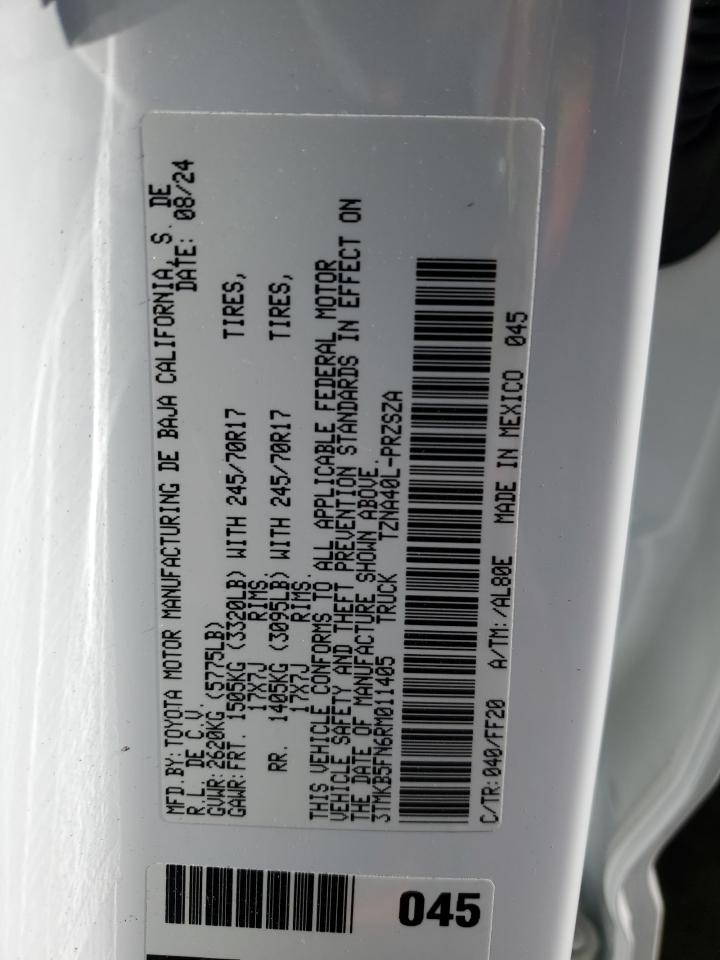 MFD.BY:TOYOTA MOTOR MANUFACTURING DE BAJA CALIFORNIA, S. DE
R.L. DE C.V. DATE: 08/24
GVWR:2620KG (5775LB)
GAWR:FRT. 1505KG (3320LB) WITH 245/70R17 TIRES,
17X7J RIMS.
RR. 1405KG (3095LB) WITH 245/70R17 TIRES,
17X7J RIMS.
THIS VEHICLE CONFORMS TO ALL APPLICABLE FEDERAL MOTOR
VEHICLE SAFETY AND THEFT PREVENTION STANDARDS IN EFFECT ON
THE DATE OF MANUFACTURE SHOWN ABOVE.
3TMKB5FN6RM011405 TRUCK TZNA40L-PRZSZA
C/TR:040/FF20 A/TM:/AL80E MADE IN MEXICO 045
045